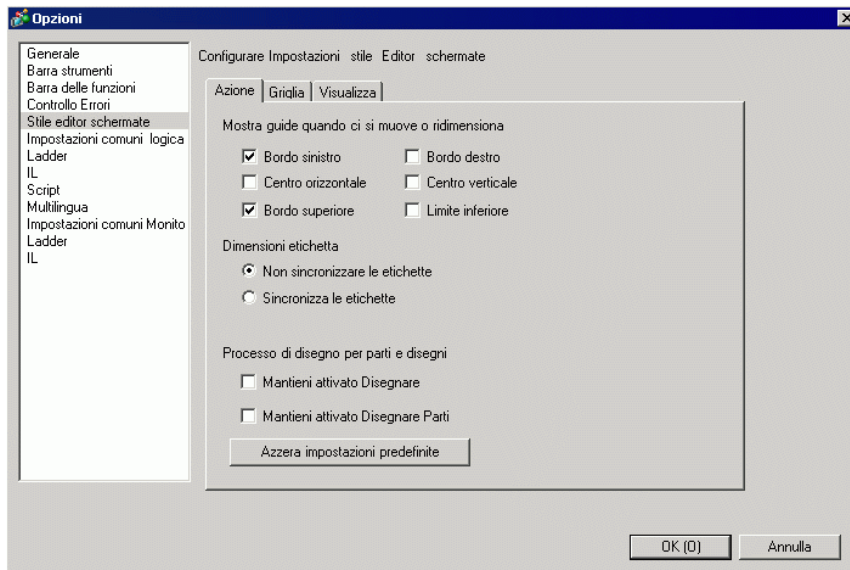 Opzioni
Generale
Barra strumenti
Barra delle funzioni
Controllo Errori
Stile editor schermate
Impostazioni comuni logica
Ladder
IL
Script
Multilingua
Impostazioni comuni Monito
Ladder
IL
Configurare Impostazioni stile Editor schermate
Azione Griglia Visualizza
Mostra guide quando ci si muove o ridimensiona
Bordo sinistro Bordo destro
Centro orizzontale Centro verticale
Bordo superiore Limite inferiore
Dimensioni etichetta
Non sincronizzare le etichette
Sincronizza le etichette
Processo di disegno per parti e disegni
Mantieni attivato Disegnare
Mantieni attivato Disegnare Parti
Azzera impostazioni predefinite
OK (O) Annulla